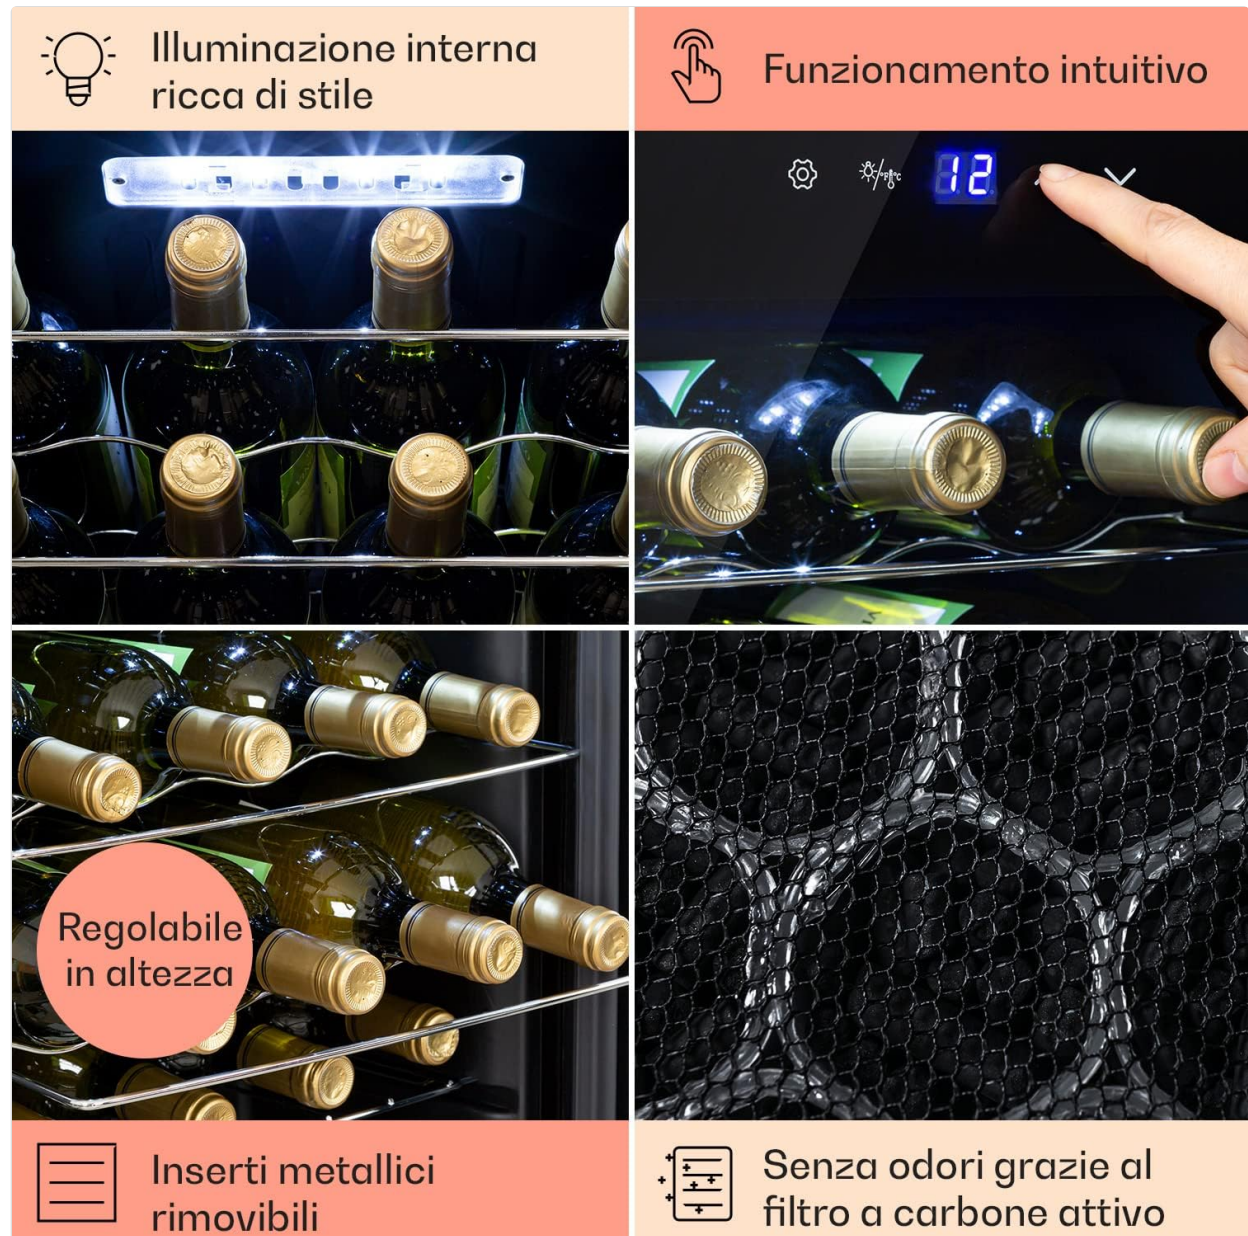 Illuminazione interna
ricca di stile
Funzionamento intuitivo
12
Regolabile
in altezza
Inserti metallici
rimovibili
Senza odori grazie al
filtro a carbone attivo